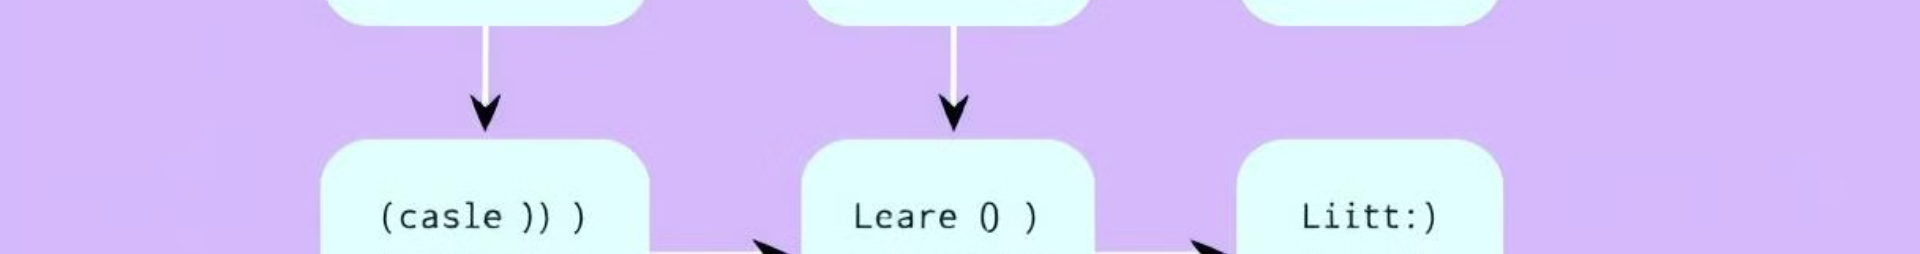 (casle )) )
Leare () )
Liitt:)